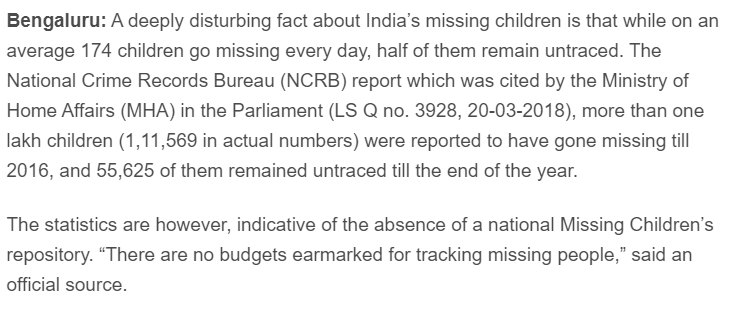 Bengaluru: A deeply disturbing fact about India’s missing children is that while on an
average 174 children go missing every day, half of them remain untraced. The
National Crime Records Bureau (NCRB) report which was cited by the Ministry of
Home Affairs (MHA) in the Parliament (LS Q no. 3928, 20-03-2018), more than one
lakh children (1,11,569 in actual numbers) were reported to have gone missing till
2016, and 55,625 of them remained untraced till the end of the year.
The statistics are however, indicative of the absence of a national Missing Children’s
repository. “There are no budgets earmarked for tracking missing people,” said an
official source.